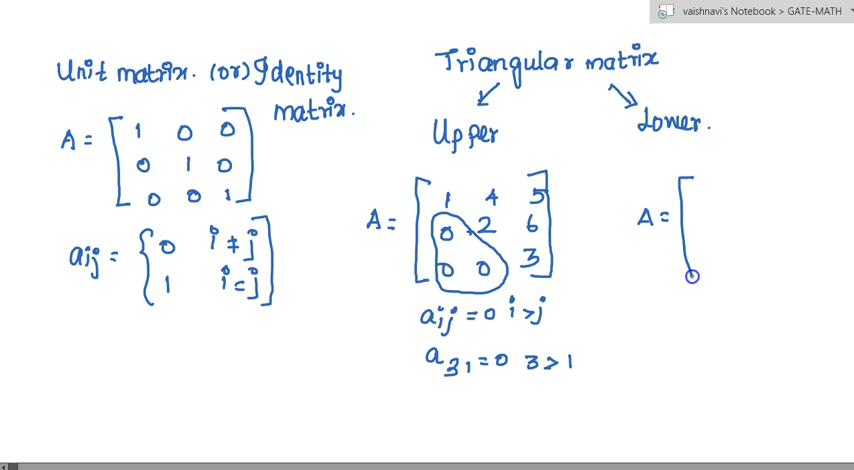 vaishnavi's Notebook > GATE-MATH
Unit matrix. (or) Identity
matrix.
A = [ 1 0 0
0 1 0
0 0 1 ]
aij = { 0 i ≠ j
1 i = j ]
Triangular matrix
Upper
A = [ 1 4 5
0 2 6
0 0 3 ]
aij = 0 i > j
a31 = 0 3 > 1
Lower.
A = [